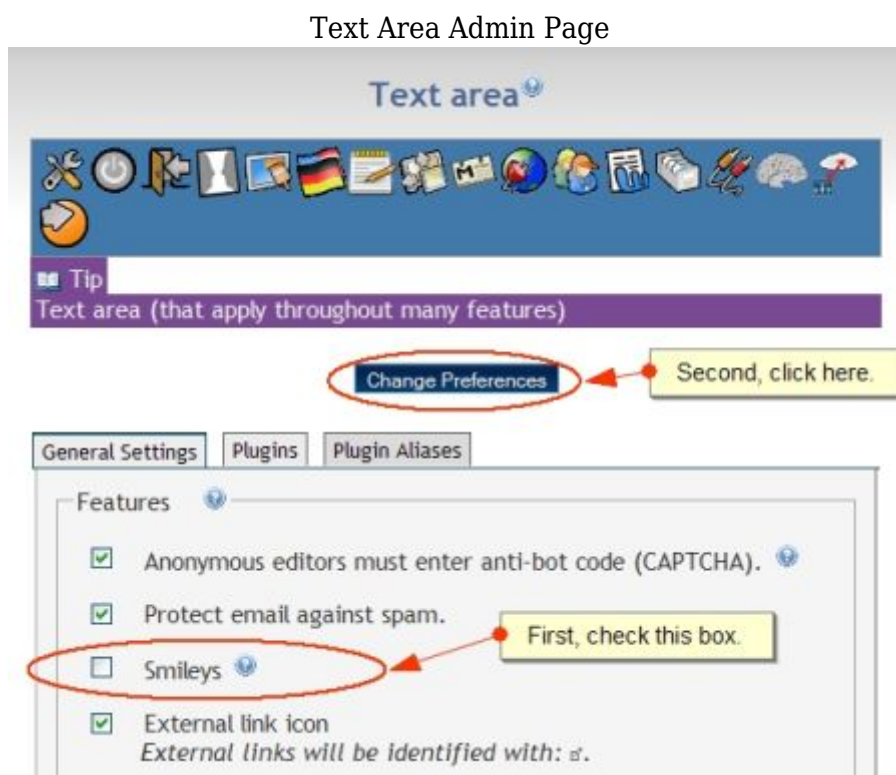 Text Area Admin Page
Text area
Tip
Text area (that apply throughout many features)
Change Preferences
Second, click here.
General Settings
Plugins
Plugin Aliases
Features
Anonymous editors must enter anti-bot code (CAPTCHA).
Protect email against spam.
First, check this box.
Smileys
External link icon
External links will be identified with: .